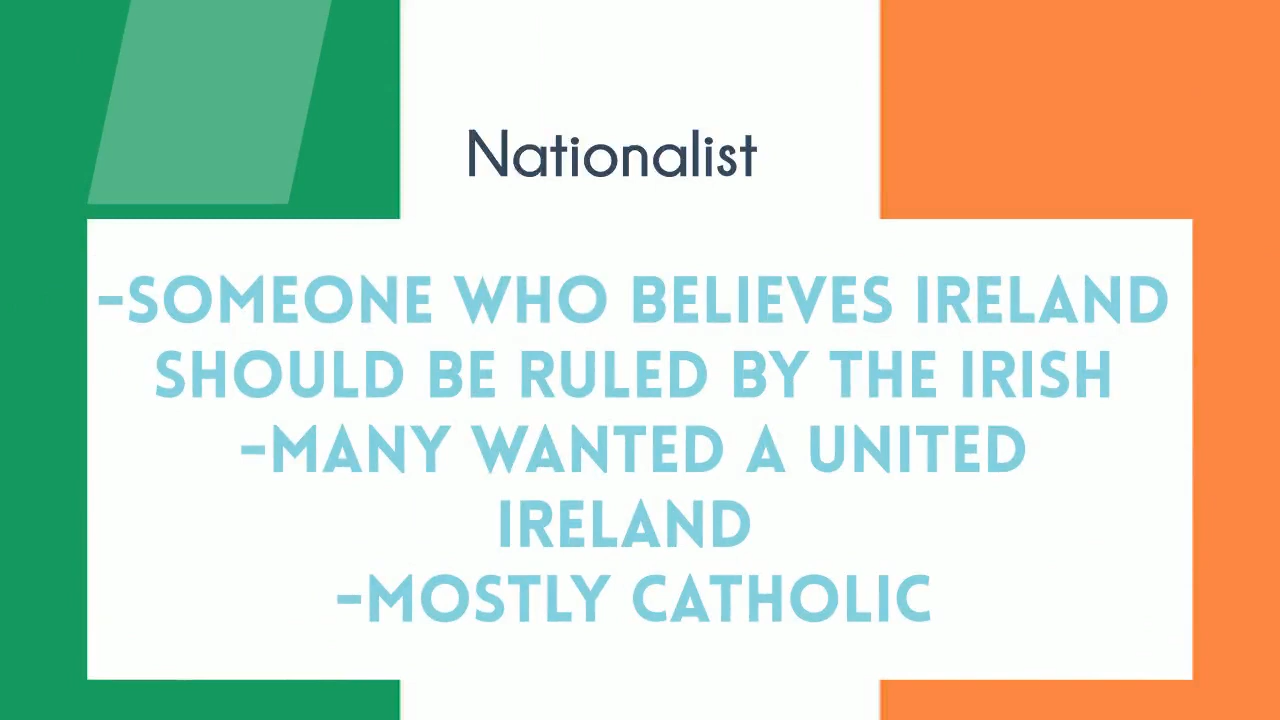 Nationalist
-SOMEONE WHO BELIEVES IRELAND
SHOULD BE RULED BY THE IRISH
-MANY WANTED A UNITED
IRELAND
-MOSTLY CATHOLIC